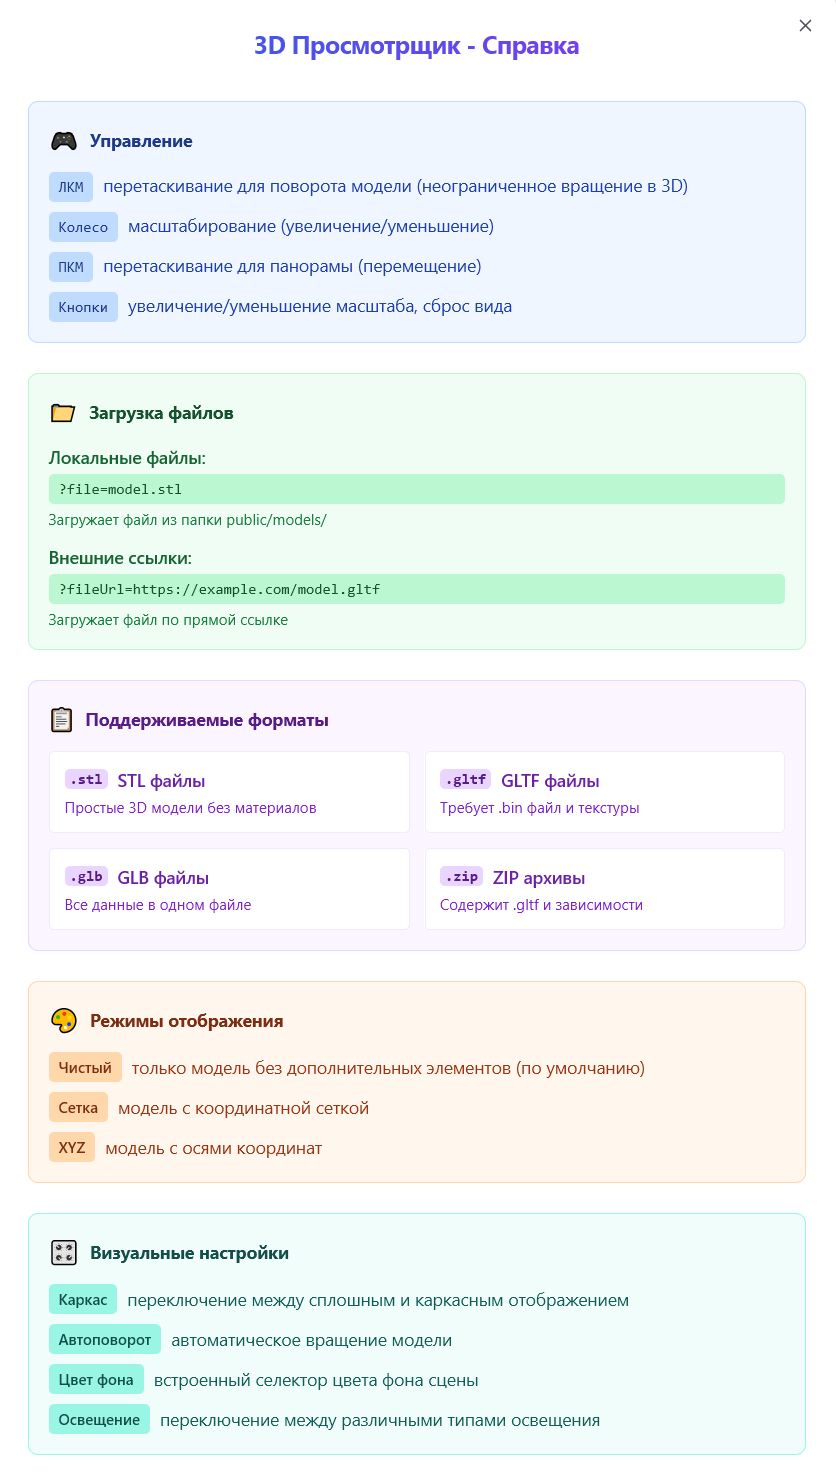 3D Просмотрщик - Справка
Управление
ЛКМ перетаскивание для поворота модели (неограниченное вращение в 3D)
Колесо масштабирование (увеличение/уменьшение)
ПКМ перетаскивание для панорамы (перемещение)
Кнопки увеличение/уменьшение масштаба, сброс вида
Загрузка файлов
Локальные файлы:
?file=model.stl
Загружает файл из папки public/models/
Внешние ссылки:
?fileUrl=https://example.com/model.gltf
Загружает файл по прямой ссылке
Поддерживаемые форматы
.stl STL файлы
Простые 3D модели без материалов
.gltf GLTF файлы
Требует .bin файл и текстуры
.glb GLB файлы
Все данные в одном файле
.zip ZIP архивы
Содержит .gltf и зависимости
Режимы отображения
Чистый только модель без дополнительных элементов (по умолчанию)
Сетка модель с координатной сеткой
XYZ модель с осями координат
Визуальные настройки
Каркас переключение между сплошным и каркасным отображением
Автоповорот автоматическое вращение модели
Цвет фона встроенный селектор цвета фона сцены
Освещение переключение между различными типами освещения